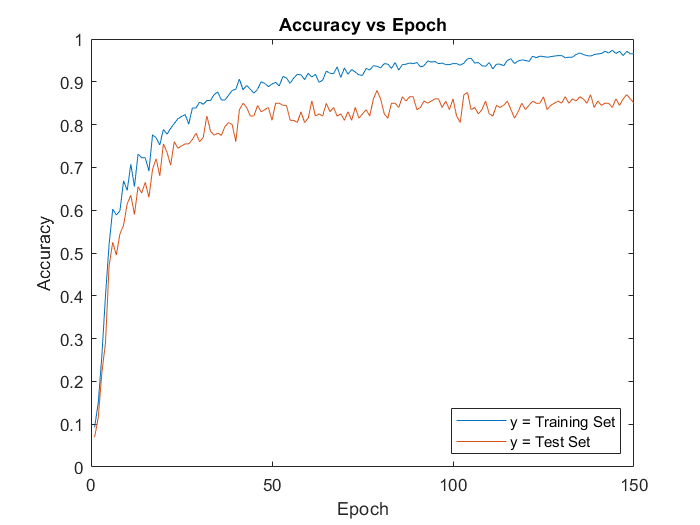 Accuracy vs Epoch
1
0.9
0.8
0.7
0.6
0.5
0.4
0.3
0.2
0.1
0
Accuracy
0 50 100 150
Epoch
y = Training Set
y = Test Set